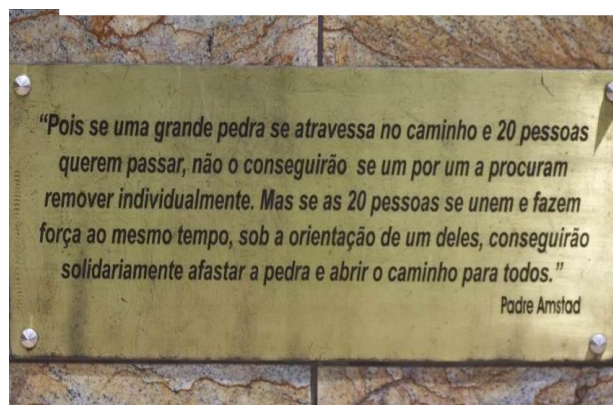 “Pois se uma grande pedra se atravessa no caminho e 20 pessoas
querem passar, não o conseguirão se um por um a procuram
remover individualmente. Mas se as 20 pessoas se unem e fazem
força ao mesmo tempo, sob a orientação de um deles, conseguirão
solidariamente afastar a pedra e abrir o caminho para todos.”
Padre Amstad